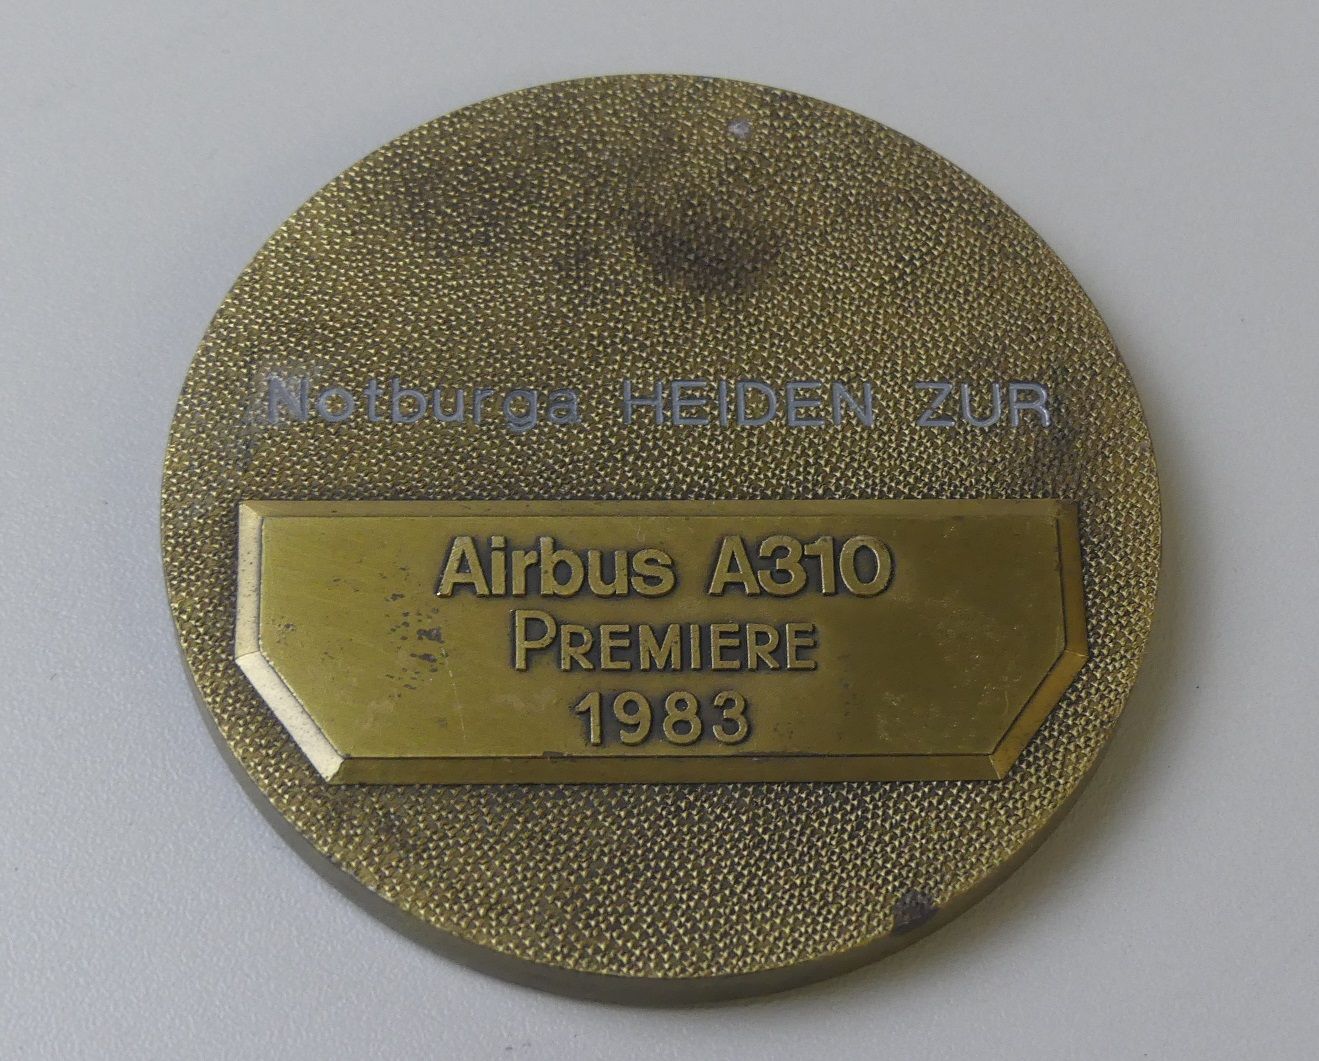 Notburga HEIDEN ZUR
Airbus A310
PREMIERE
1983